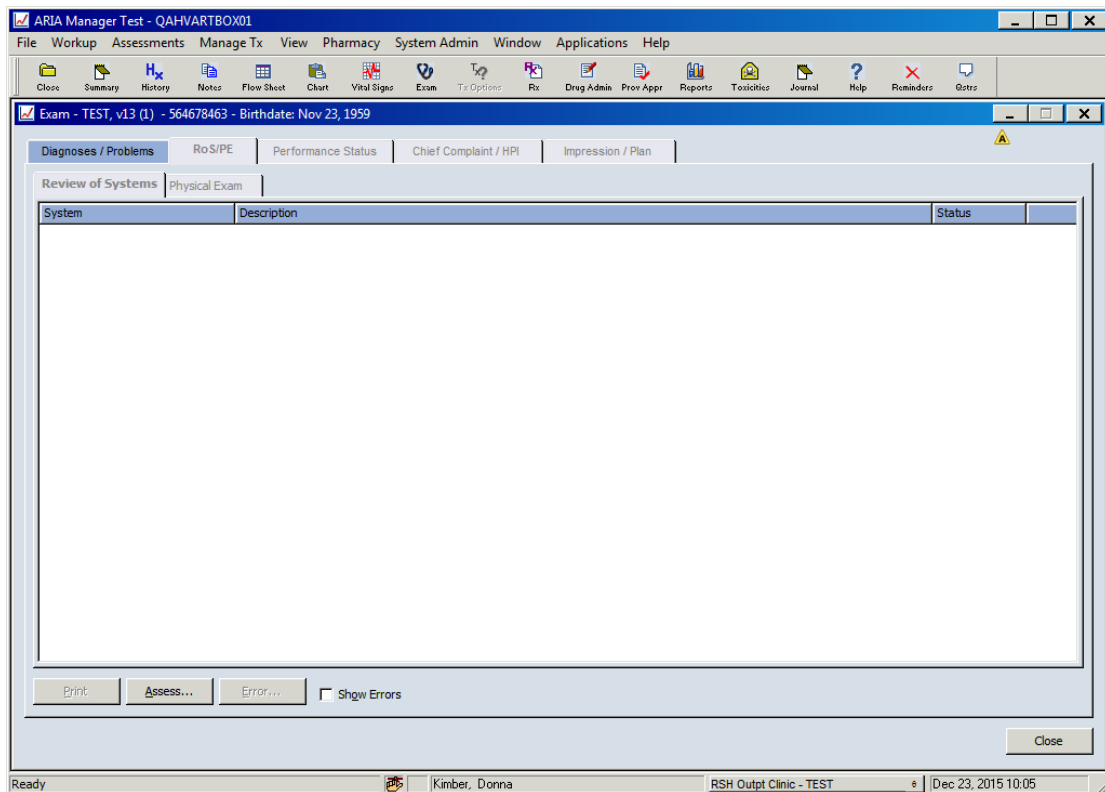 ARIA Manager Test - QAHVARTBOX01
File Workup Assessments Manage Tx View Pharmacy System Admin Window Applications Help
Close Summary History Notes Flow Sheet Chart Vital Signs Exam Tx Options Rx Drug Admin Prov Appr Reports Toxicities Journal Help Reminders Qstrs
Exam - TEST, v13 (1) - 564678463 - Birthdate: Nov 23, 1959
Diagnoses / Problems RoS/PE Performance Status Chief Complaint / HPI Impression / Plan
Review of Systems Physical Exam
System Description Status
Print Assess... Error... Show Errors
Close
Ready Kimber, Donna RSH Outpt Clinic - TEST Dec 23, 2015 10:05